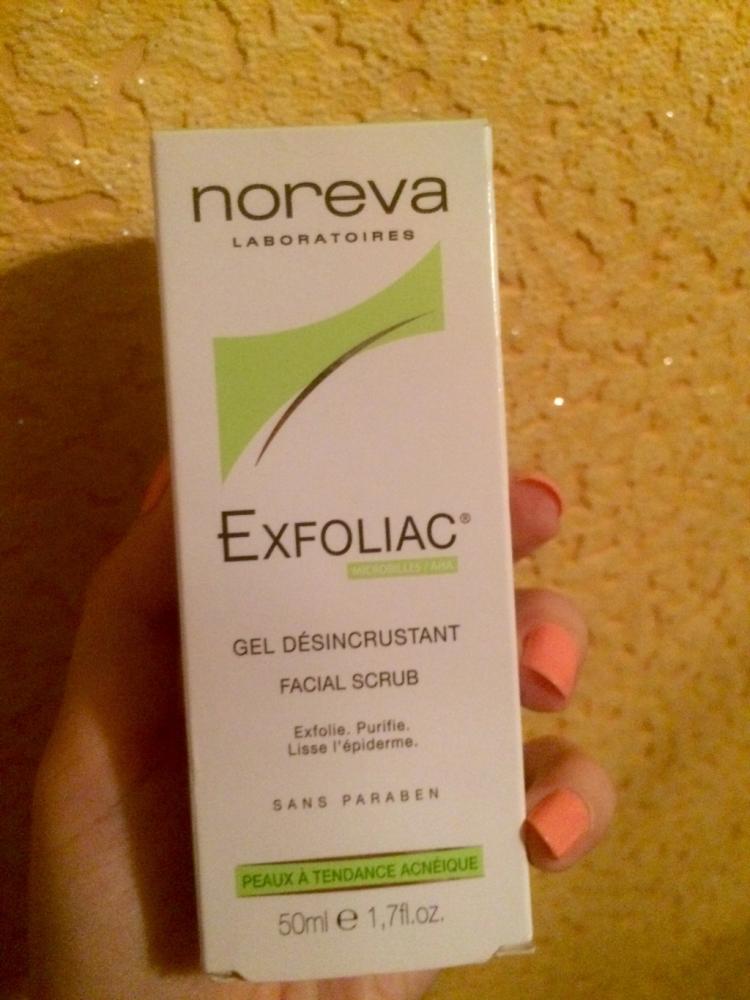 noreva
LABORATOIRES
EXFOLIAC®
MICROBILLES / AHA
GEL DÉSINCRUSTANT
FACIAL SCRUB
Exfolie. Purifie.
Lisse l'épiderme.
SANS PARABEN
PEAUX À TENDANCE ACNÉIQUE
50ml e 1,7fl.oz.